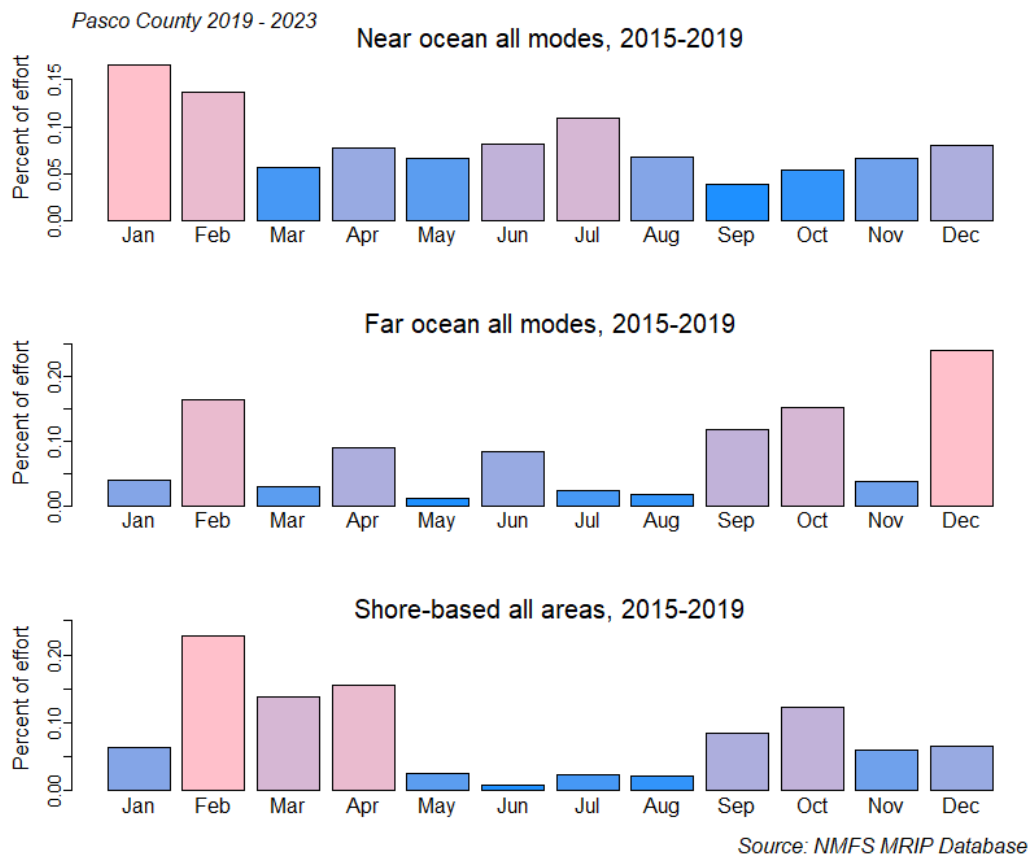 Pasco County 2019 - 2023
Near ocean all modes, 2015-2019
Percent of effort
0.15
0.10
0.05
0.00
Jan Feb Mar Apr May Jun Jul Aug Sep Oct Nov Dec
Far ocean all modes, 2015-2019
Percent of effort
0.20
0.10
0.00
Jan Feb Mar Apr May Jun Jul Aug Sep Oct Nov Dec
Shore-based all areas, 2015-2019
Percent of effort
0.20
0.10
0.00
Jan Feb Mar Apr May Jun Jul Aug Sep Oct Nov Dec
Source: NMFS MRIP Database